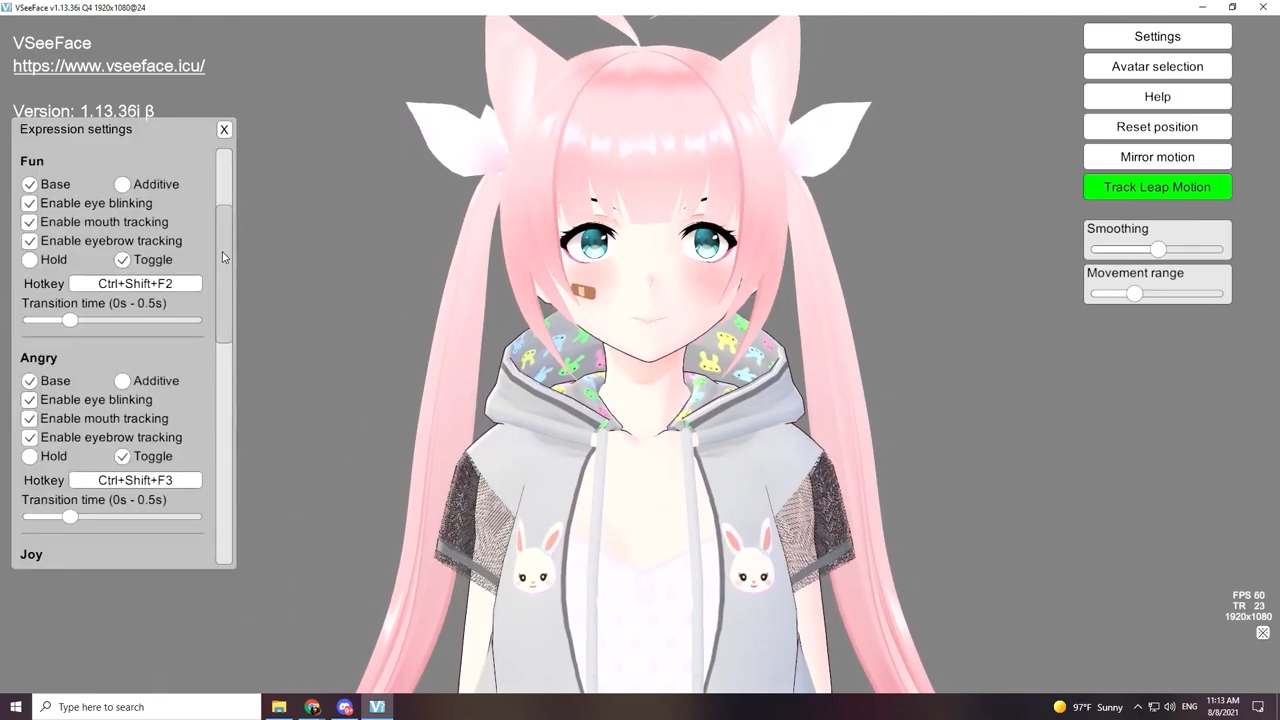 VSeeFace v1.13.36i Q4 1920x1080@24
VSeeFace
https://www.vseeface.icu/
Version: 1.13.36i β
Expression settings
X
Fun
Base Additive
Enable eye blinking
Enable mouth tracking
Enable eyebrow tracking
Hold Toggle
Hotkey Ctrl+Shift+F2
Transition time (0s - 0.5s)
Angry
Base Additive
Enable eye blinking
Enable mouth tracking
Enable eyebrow tracking
Hold Toggle
Hotkey Ctrl+Shift+F3
Transition time (0s - 0.5s)
Joy
Settings
Avatar selection
Help
Reset position
Mirror motion
Track Leap Motion
Smoothing
Movement range
FPS 60
TR 23
1920x1080
Type here to search
97°F Sunny
ENG
11:13 AM
8/8/2021